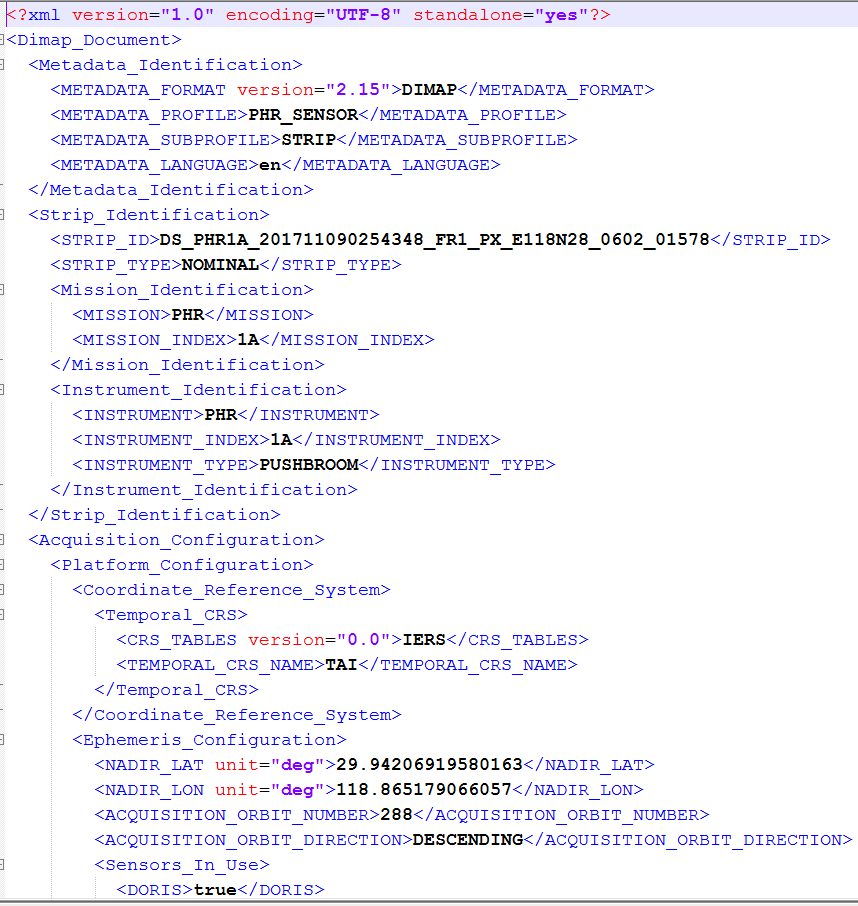 <?xml version="1.0" encoding="UTF-8" standalone="yes"?>
<Dimap_Document>
  <Metadata_Identification>
    <METADATA_FORMAT version="2.15">DIMAP</METADATA_FORMAT>
    <METADATA_PROFILE>PHR_SENSOR</METADATA_PROFILE>
    <METADATA_SUBPROFILE>STRIP</METADATA_SUBPROFILE>
    <METADATA_LANGUAGE>en</METADATA_LANGUAGE>
  </Metadata_Identification>
  <Strip_Identification>
    <STRIP_ID>DS_PHR1A_201711090254348_FR1_PX_E118N28_0602_01578</STRIP_ID>
    <STRIP_TYPE>NOMINAL</STRIP_TYPE>
    <Mission_Identification>
      <MISSION>PHR</MISSION>
      <MISSION_INDEX>1A</MISSION_INDEX>
    </Mission_Identification>
    <Instrument_Identification>
      <INSTRUMENT>PHR</INSTRUMENT>
      <INSTRUMENT_INDEX>1A</INSTRUMENT_INDEX>
      <INSTRUMENT_TYPE>PUSHBROOM</INSTRUMENT_TYPE>
    </Instrument_Identification>
  </Strip_Identification>
  <Acquisition_Configuration>
    <Platform_Configuration>
      <Coordinate_Reference_System>
        <Temporal_CRS>
          <CRS_TABLES version="0.0">IERS</CRS_TABLES>
          <TEMPORAL_CRS_NAME>TAI</TEMPORAL_CRS_NAME>
        </Temporal_CRS>
      </Coordinate_Reference_System>
      <Ephemeris_Configuration>
        <NADIR_LAT unit="deg">29.94206919580163</NADIR_LAT>
        <NADIR_LON unit="deg">118.865179066057</NADIR_LON>
        <ACQUISITION_ORBIT_NUMBER>288</ACQUISITION_ORBIT_NUMBER>
        <ACQUISITION_ORBIT_DIRECTION>DESCENDING</ACQUISITION_ORBIT_DIRECTION>
        <Sensors_In_Use>
          <DORIS>true</DORIS>